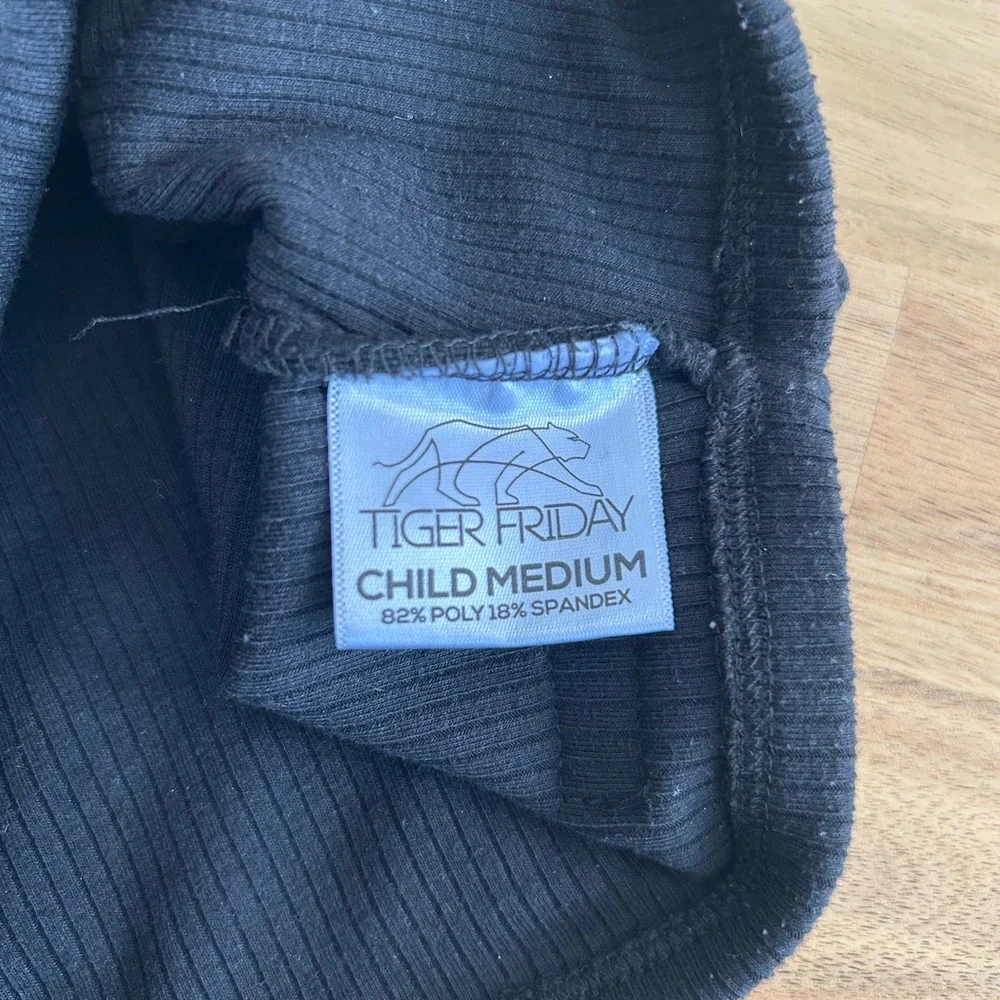 TIGER FRIDAY
CHILD MEDIUM
82% POLY 18% SPANDEX